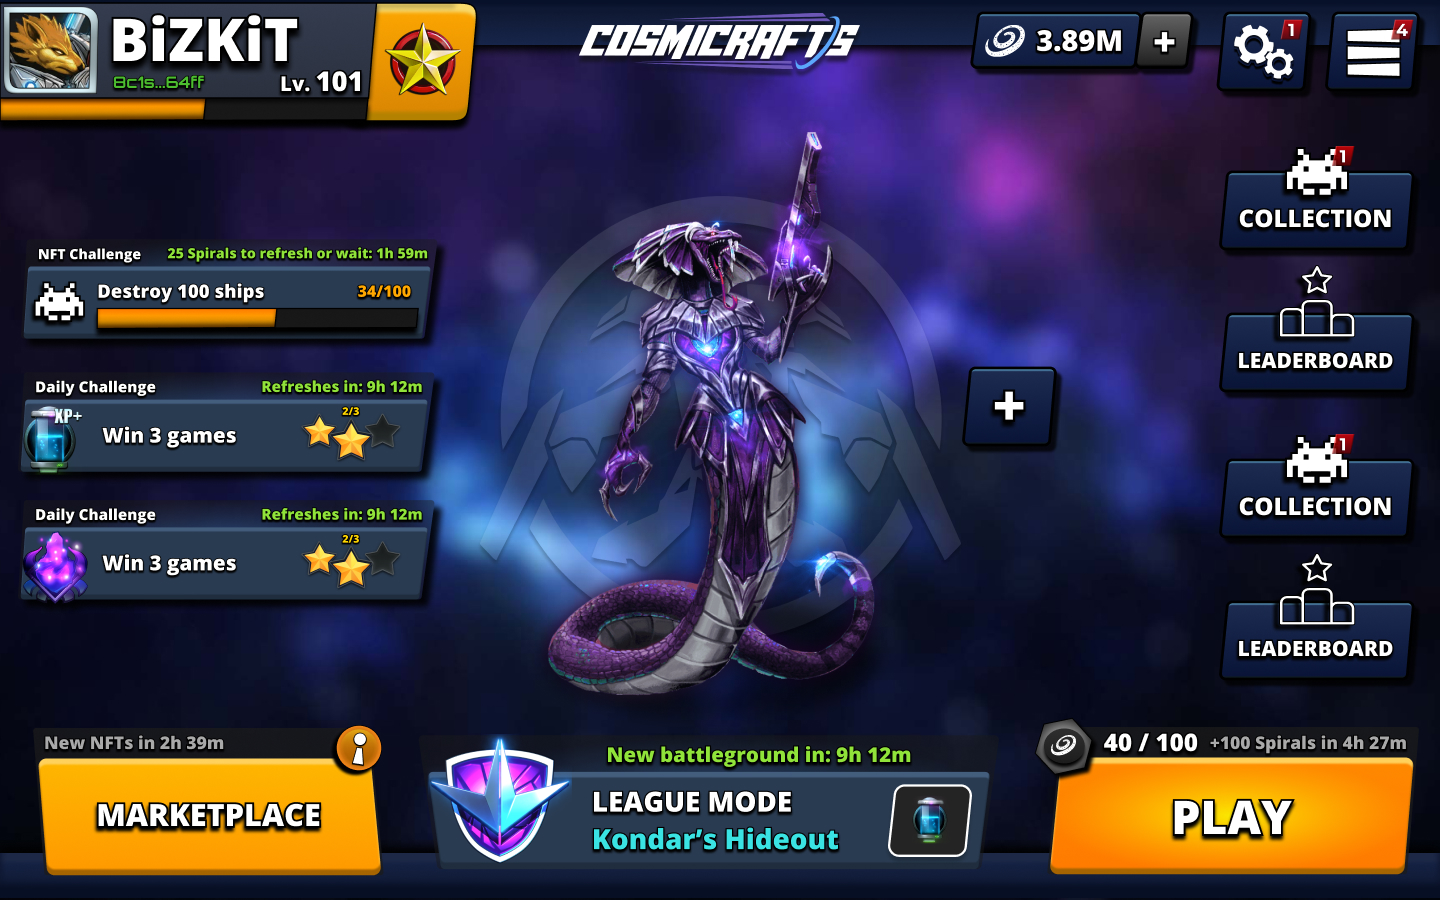 BiZKiT
8c1s...64ff
Lv. 101
COSMICRAFTS
3.89M
+
1
4
NFT Challenge
25 Spirals to refresh or wait: 1h 59m
Destroy 100 ships
34/100
Daily Challenge
Refreshes in: 9h 12m
XP+
Win 3 games
2/3
Daily Challenge
Refreshes in: 9h 12m
Win 3 games
2/3
+
1
COLLECTION
LEADERBOARD
1
COLLECTION
LEADERBOARD
New NFTs in 2h 39m
MARKETPLACE
New battleground in: 9h 12m
LEAGUE MODE
Kondar's Hideout
40 / 100
+100 Spirals in 4h 27m
PLAY